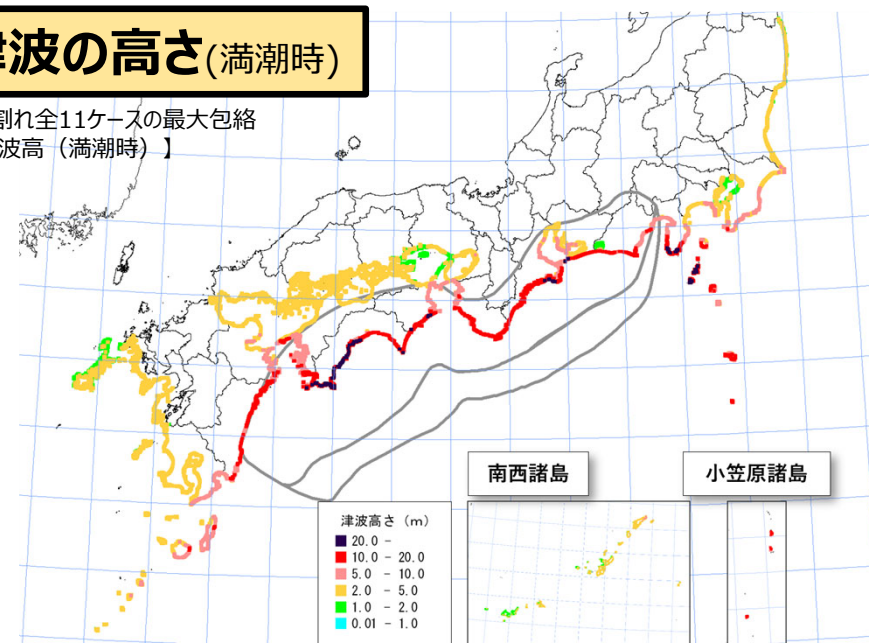 津波の高さ(満潮時)
割れ全11ケースの最大包絡
波高（満潮時）】
南西諸島
小笠原諸島
津波高さ（m）
20.0 -
10.0 - 20.0
5.0 - 10.0
2.0 - 5.0
1.0 - 2.0
0.01 - 1.0